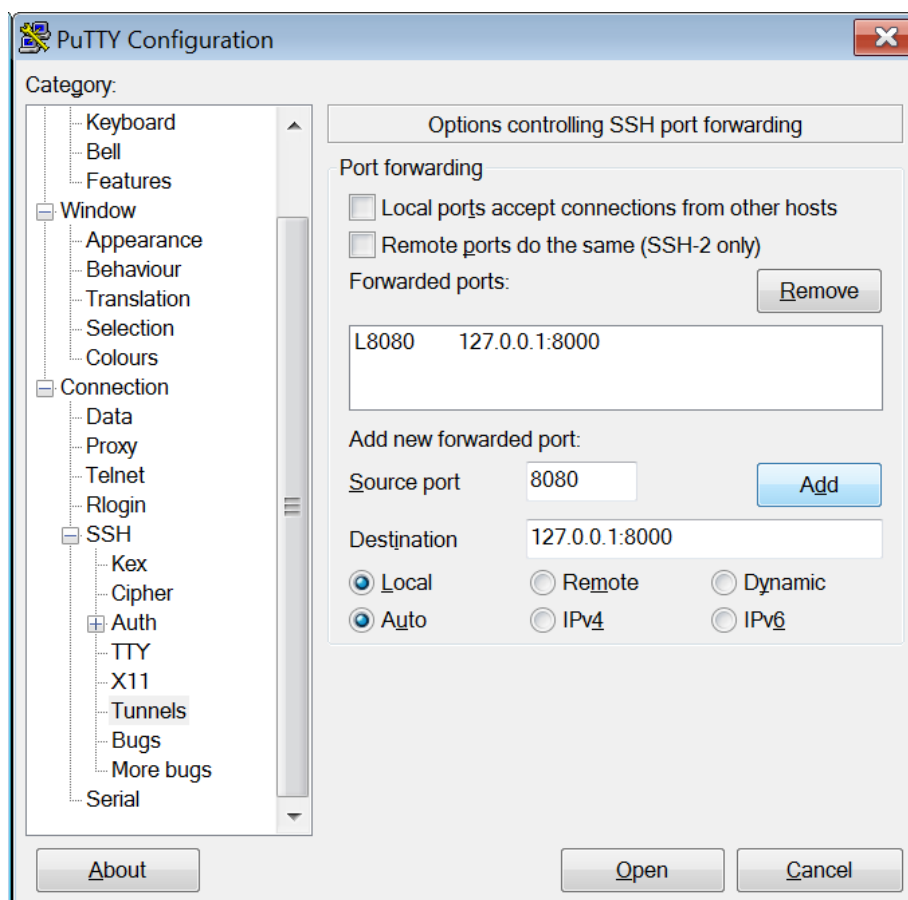 PuTTY Configuration
Category:
Keyboard
Bell
Features
Window
Appearance
Behaviour
Translation
Selection
Colours
Connection
Data
Proxy
Telnet
Rlogin
SSH
Kex
Cipher
Auth
TTY
X11
Tunnels
Bugs
More bugs
Serial
Options controlling SSH port forwarding
Port forwarding
Local ports accept connections from other hosts
Remote ports do the same (SSH-2 only)
Forwarded ports:
Remove
L8080 127.0.0.1:8000
Add new forwarded port:
Source port 8080 Add
Destination 127.0.0.1:8000
Local Remote Dynamic
Auto IPv4 IPv6
About Open Cancel